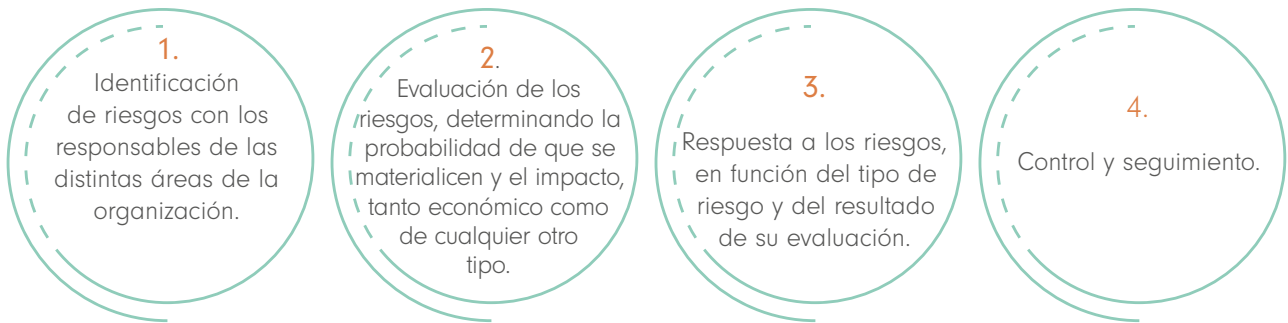 1.
Identificación
de riesgos con los
responsables de las
distintas áreas de la
organización.
2.
Evaluación de los
riesgos, determinando la
probabilidad de que se
materialicen y el impacto,
tanto económico como
de cualquier otro
tipo.
3.
Respuesta a los riesgos,
en función del tipo de
riesgo y del resultado
de su evaluación.
4.
Control y seguimiento.